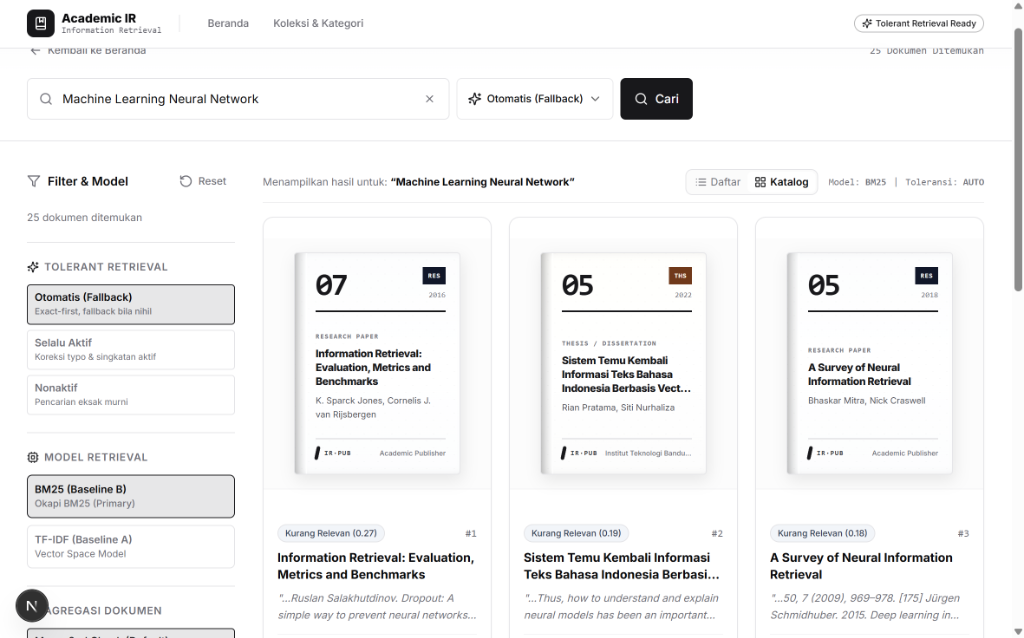 Academic IR
Information Retrieval
Beranda
Koleksi & Kategori
Tolerant Retrieval Ready
Kembali ke Beranda
25 Dokumen Ditemukan
Machine Learning Neural Network
Otomatis (Fallback)
Cari
Filter & Model
Reset
25 dokumen ditemukan
TOLERANT RETRIEVAL
Otomatis (Fallback)
Exact-first, fallback bila nihil
Selalu Aktif
Koreksi typo & singkatan aktif
Nonaktif
Pencarian eksak murni
MODEL RETRIEVAL
BM25 (Baseline B)
Okapi BM25 (Primary)
TF-IDF (Baseline A)
Vector Space Model
N
AGREGASI DOKUMEN
Menampilkan hasil untuk: “Machine Learning Neural Network”
Daftar
Katalog
Model: BM25 | Toleransi: AUTO
07
RES
2016
RESEARCH PAPER
Information Retrieval:
Evaluation, Metrics and
Benchmarks
K. Sparck Jones, Cornelis J.
van Rijsbergen
IR·PUB
Academic Publisher
Kurang Relevan (0.27)
#1
Information Retrieval: Evaluation,
Metrics and Benchmarks
"...Ruslan Salakhutdinov. Dropout: A
simple way to prevent neural networks...
05
THS
2022
THESIS / DISSERTATION
Sistem Temu Kembali
Informasi Teks Bahasa
Indonesia Berbasis Vect...
Rian Pratama, Siti Nurhaliza
IR·PUB
Institut Teknologi Bandu...
Kurang Relevan (0.19)
#2
Sistem Temu Kembali Informasi
Teks Bahasa Indonesia Berbasi...
"...Thus, how to understand and explain
neural models has been an important...
05
RES
2018
RESEARCH PAPER
A Survey of Neural
Information Retrieval
Bhaskar Mitra, Nick Craswell
IR·PUB
Academic Publisher
Kurang Relevan (0.18)
#3
A Survey of Neural Information
Retrieval
"...50, 7 (2009), 969–978. [175] Jürgen
Schmidhuber. 2015. Deep learning in...